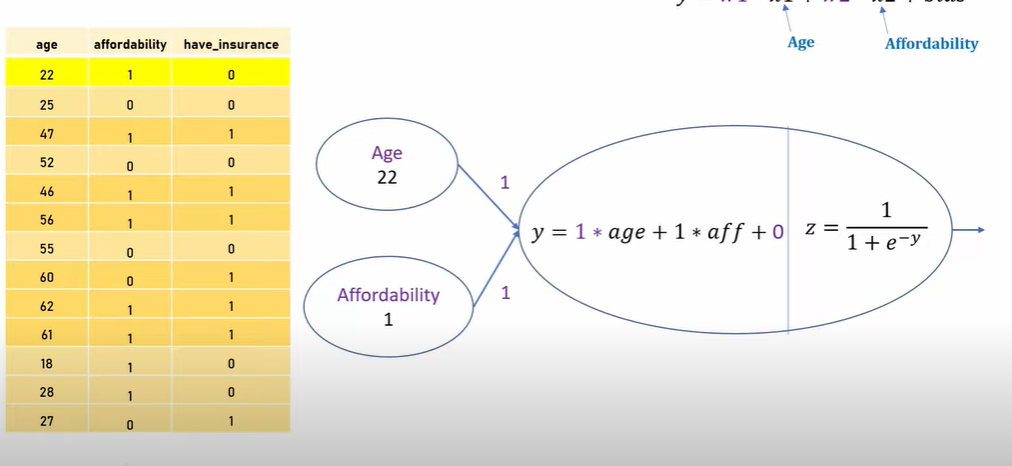 Age
Affordability
age affordability have_insurance
22 1 0
25 0 0
47 1 1
52 0 0
46 1 1
56 1 1
55 0 0
60 0 1
62 1 1
61 1 1
18 1 0
28 1 0
27 0 1
Age
22
1
y = 1 * age + 1 * aff + 0
z = 1 / (1 + e^{-y})
Affordability
1
1